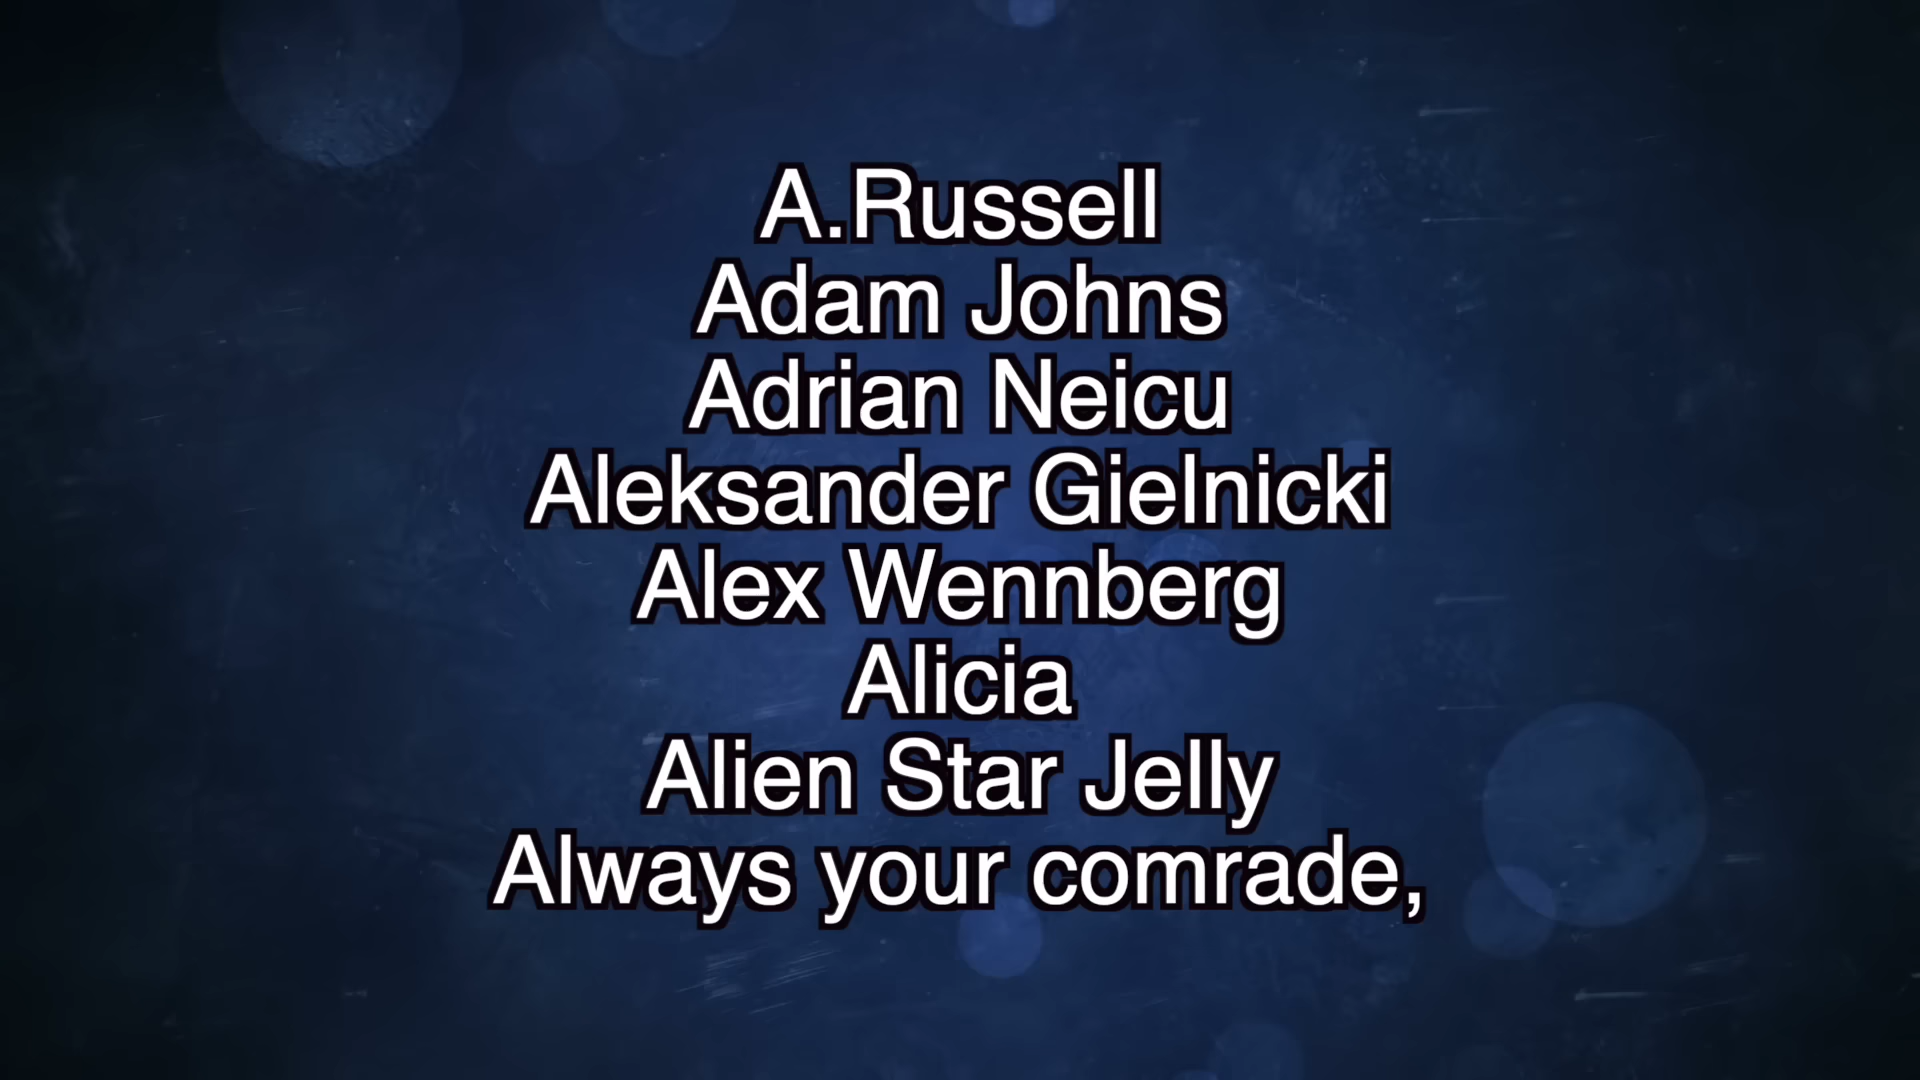 A.Russell
Adam Johns
Adrian Neicu
Aleksander Gielnicki
Alex Wennberg
Alicia
Alien Star Jelly
Always your comrade,